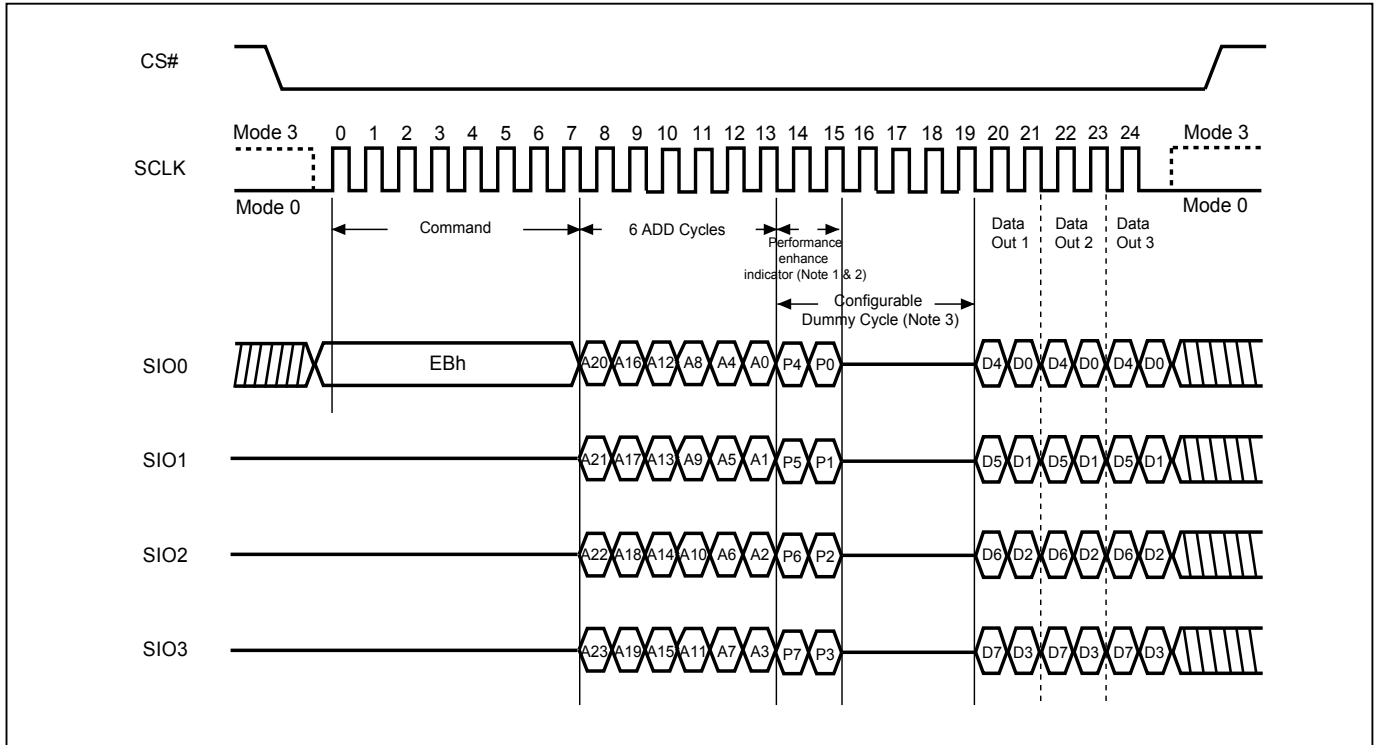 CS#
Mode 3 0 1 2 3 4 5 6 7 8 9 10 11 12 13 14 15 16 17 18 19 20 21 22 23 24 Mode 3
SCLK
Mode 0 Mode 0
Command 6 ADD Cycles Performance enhance indicator (Note 1 & 2) Data Out 1 Data Out 2 Data Out 3
Configurable
Dummy Cycle (Note 3)
SIO0 EBh A20 A16 A12 A8 A4 A0 P4 P0 D4 D0 D4 D0 D4 D0
SIO1 A21 A17 A13 A9 A5 A1 P5 P1 D5 D1 D5 D1 D5 D1
SIO2 A22 A18 A14 A10 A6 A2 P6 P2 D6 D2 D6 D2 D6 D2
SIO3 A23 A19 A15 A11 A7 A3 P7 P3 D7 D3 D7 D3 D7 D3